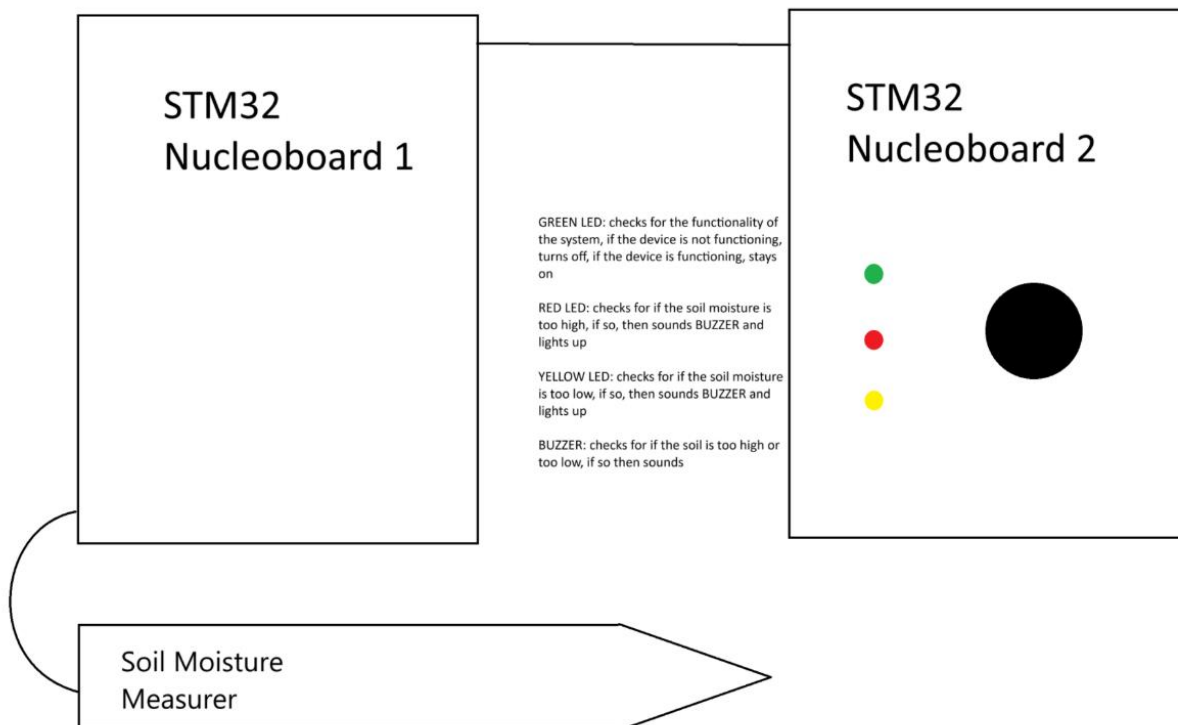 STM32
Nucleoboard 1
STM32
Nucleoboard 2
GREEN LED: checks for the functionality of
the system, if the device is not functioning,
turns off, if the device is functioning, stays
on
RED LED: checks for if the soil moisture is
too high, if so, then sounds BUZZER and
lights up
YELLOW LED: checks for if the soil moisture
is too low, if so, then sounds BUZZER and
lights up
BUZZER: checks for if the soil is too high or
too low, if so then sounds
Soil Moisture
Measurer